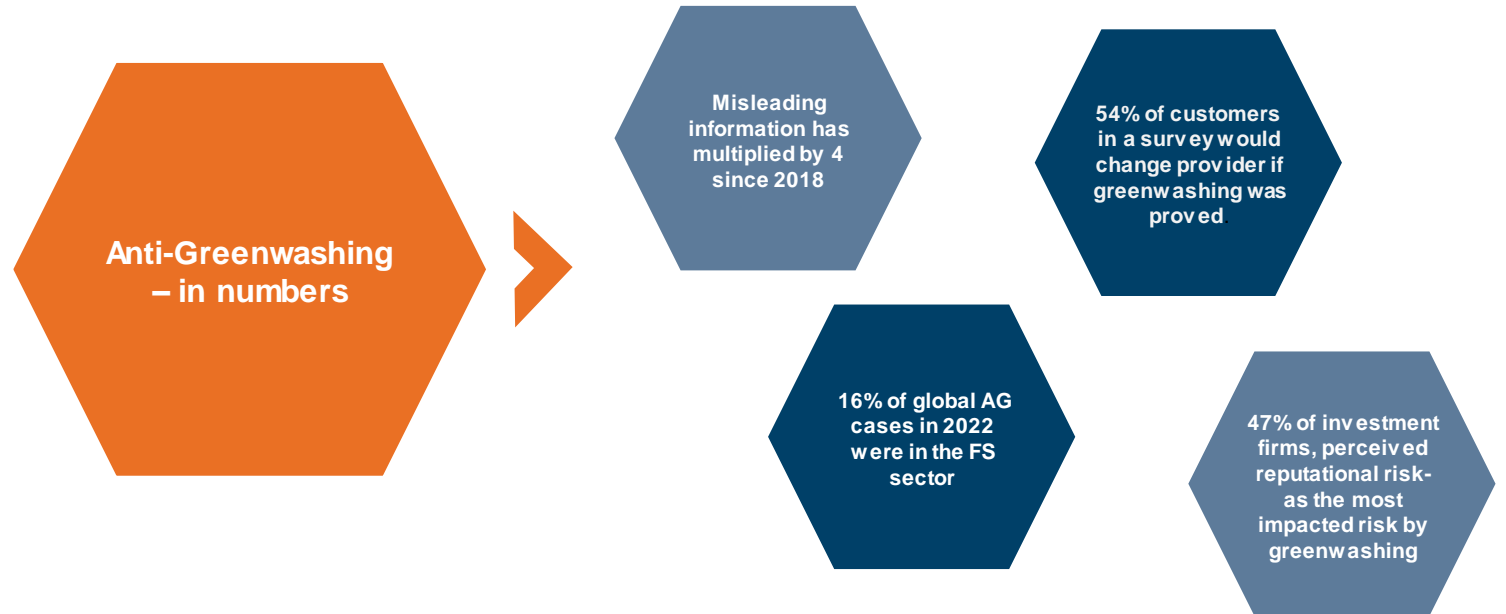 Anti-Greenwashing
– in numbers
Misleading
information has
multiplied by 4
since 2018
54% of customers
in a survey would
change provider if
greenwashing was
proved.
16% of global AG
cases in 2022
were in the FS
sector
47% of investment
firms, perceived
reputational risk-
as the most
impacted risk by
greenwashing